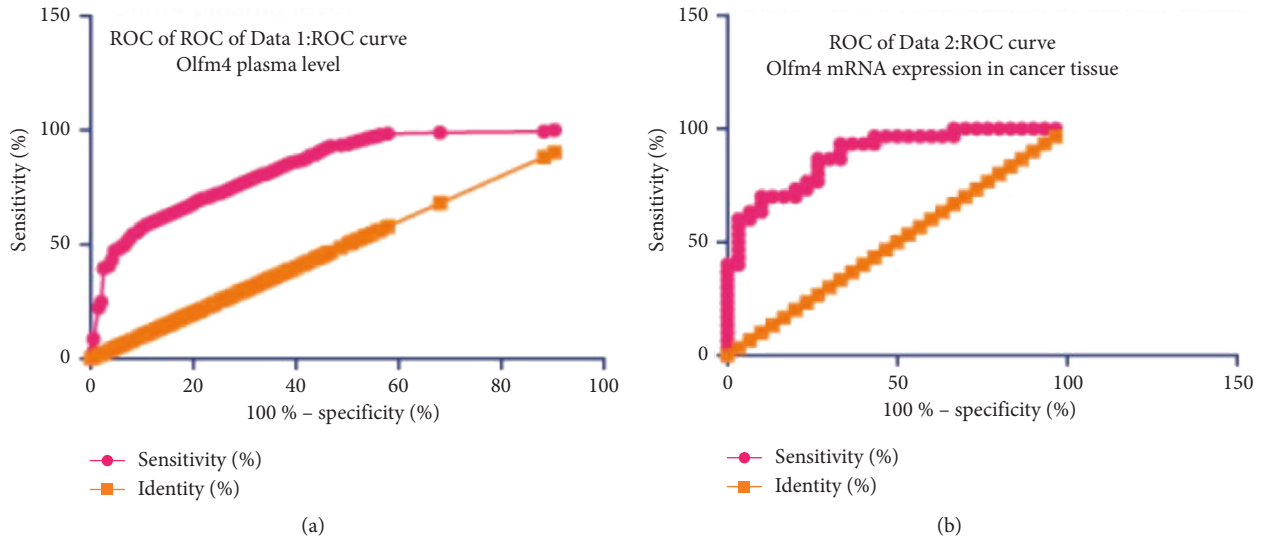 150
100
50
0
Sensitivity (%)
ROC of ROC of Data 1:ROC curve
Olfm4 plasma level
0 20 40 60 80 100
100 % – specificity (%)
Sensitivity (%)
Identity (%)
(a)
150
100
50
0
Sensitivity (%)
ROC of Data 2:ROC curve
Olfm4 mRNA expression in cancer tissue
0 50 100 150
100 % – specificity (%)
Sensitivity (%)
Identity (%)
(b)